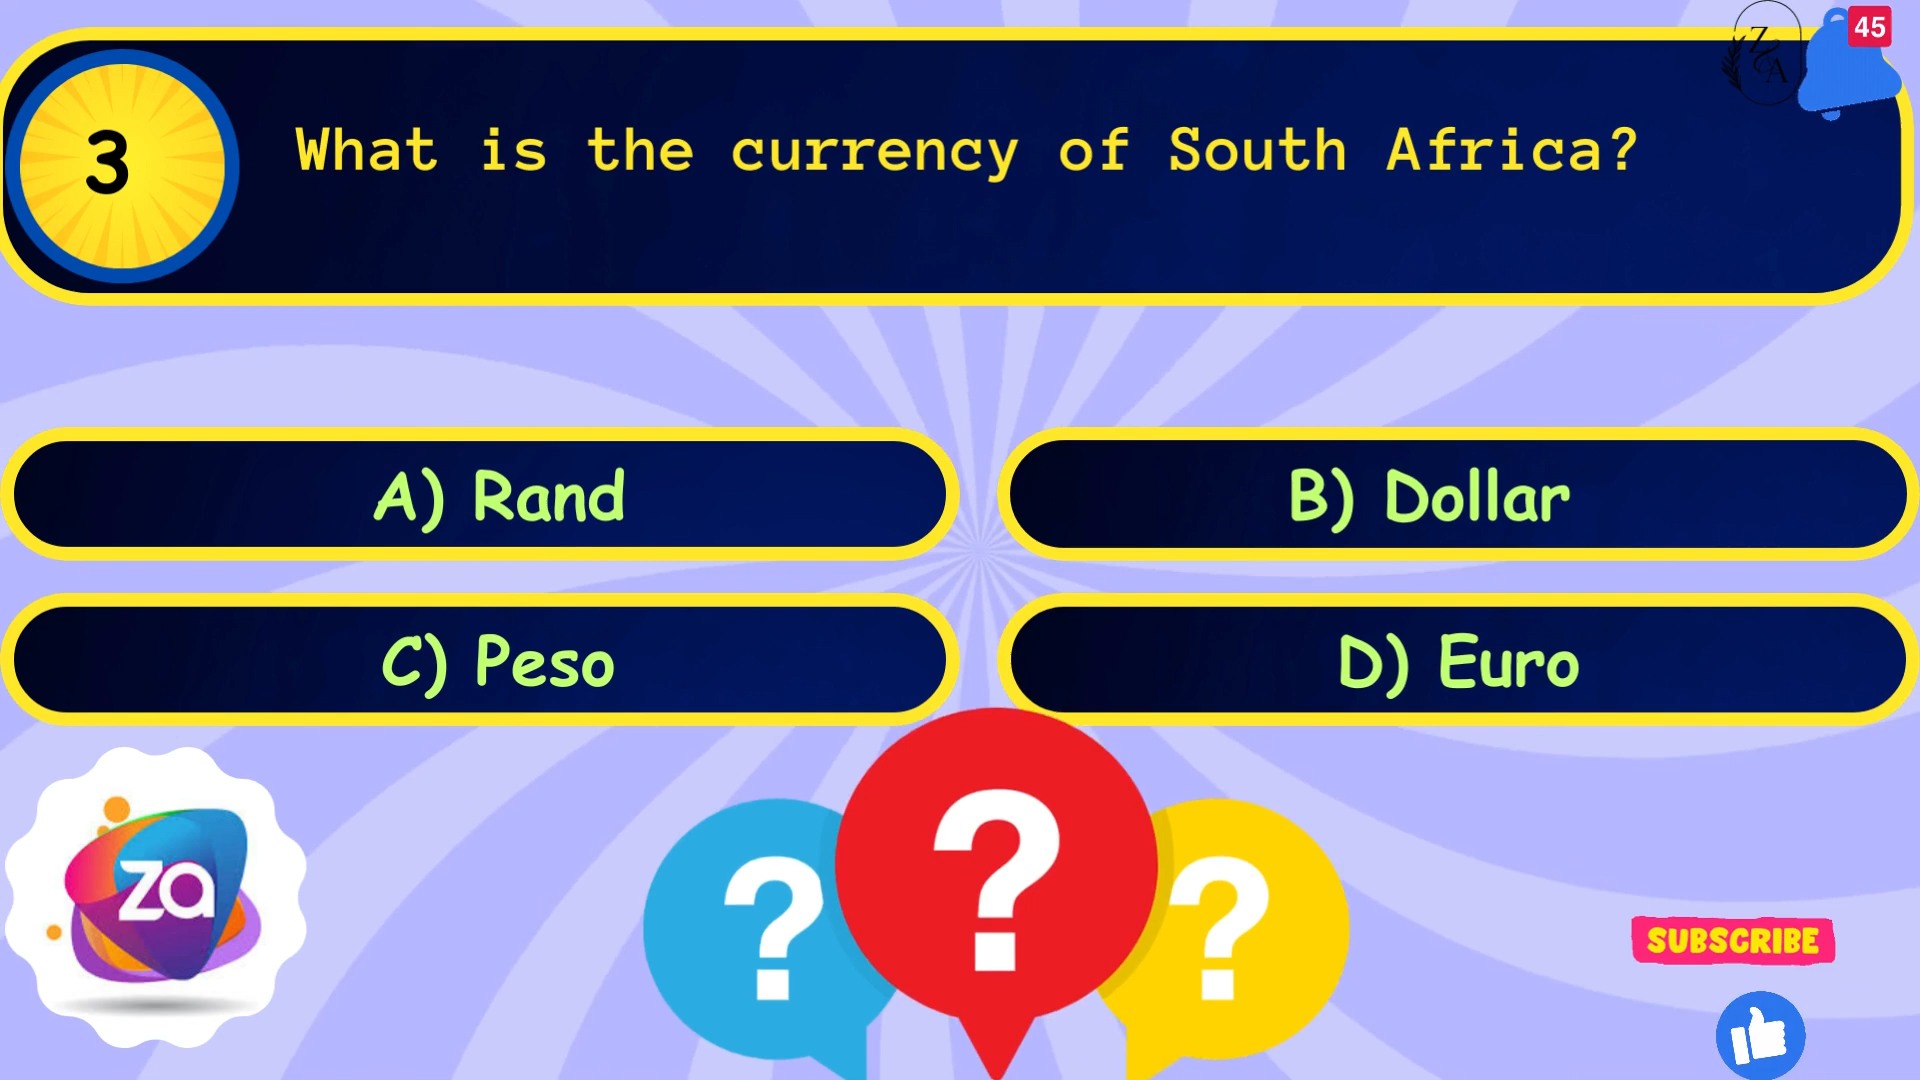 45
Z
&
A
3
What is the currency of South Africa?
A) Rand
B) Dollar
C) Peso
D) Euro
za
?
?
?
SUBSCRIBE